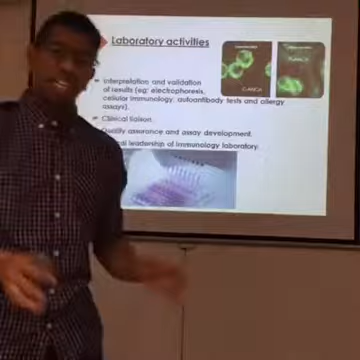 Laboratory activities
Interpretation and validation
of results (eg: electrophoresis,
cellular immunology, autoantibody tests and allergy
assays).
Clinical liaison.
Quality assurance and assay development.
leadership of immunology laboratory.
C-ANCA